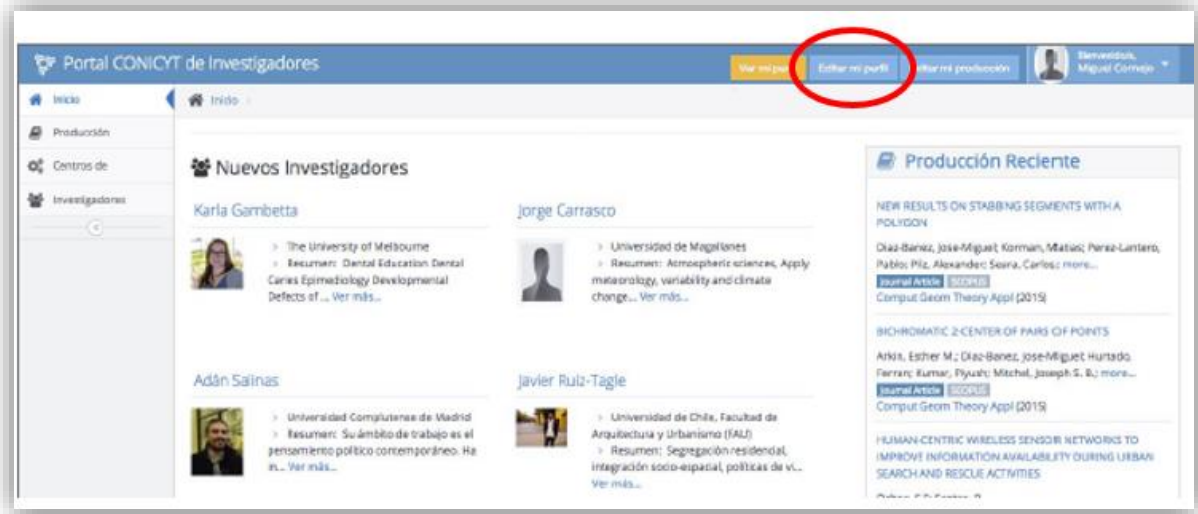 Portal CONICYT de Investigadores
Ver mi
Editar mi perfil
mi producción
Bienvenido/a,
Miguel Cornejo
Inicio
Producción
Centros de
Investigadores
Inicio
Nuevos Investigadores
Karla Gambetta
The University of Melbourne
Resumen: Dental Education Dental
Caries Epimediology Developmental
Defects of ... Ver más...
Jorge Carrasco
Universidad de Magallanes
Resumen: Atmospheric sciences, Apply
meteorology, variability and climate
change... Ver más...
Adán Salinas
Universidad Complutense de Madrid
Resumen: Su ámbito de trabajo es el
pensamiento político contemporáneo. Ha
in... Ver más...
Javier Ruiz-Tagle
Universidad de Chile, Facultad de
Arquitectura y Urbanismo (FAU)
Resumen: Segregación residencial,
integración socio-espacial, políticas de vi...
Ver más...
Producción Reciente
NEW RESULTS ON STABBING SEGMENTS WITH A
POLYGON
Diaz-Banez, Jose-Miguel; Korman, Matias; Perez-Lantero,
Pablo; Pilz, Alexander; Seara, Carlos; more...
Journal Article SCOPUS
Comput Geom Theory Appl (2015)
BICHROMATIC 2-CENTER OF PAIRS OF POINTS
Arkin, Esther M.; Diaz-Banez, Jose-Miguel; Hurtado,
Ferran; Kumar, Piyush; Mitchel, Joseph S. B.; more...
Journal Article SCOPUS
Comput Geom Theory Appl (2015)
HUMAN-CENTRIC WIRELESS SENSOR NETWORKS TO
IMPROVE INFORMATION AVAILABILITY DURING URBAN
SEARCH AND RESCUE ACTIVITIES